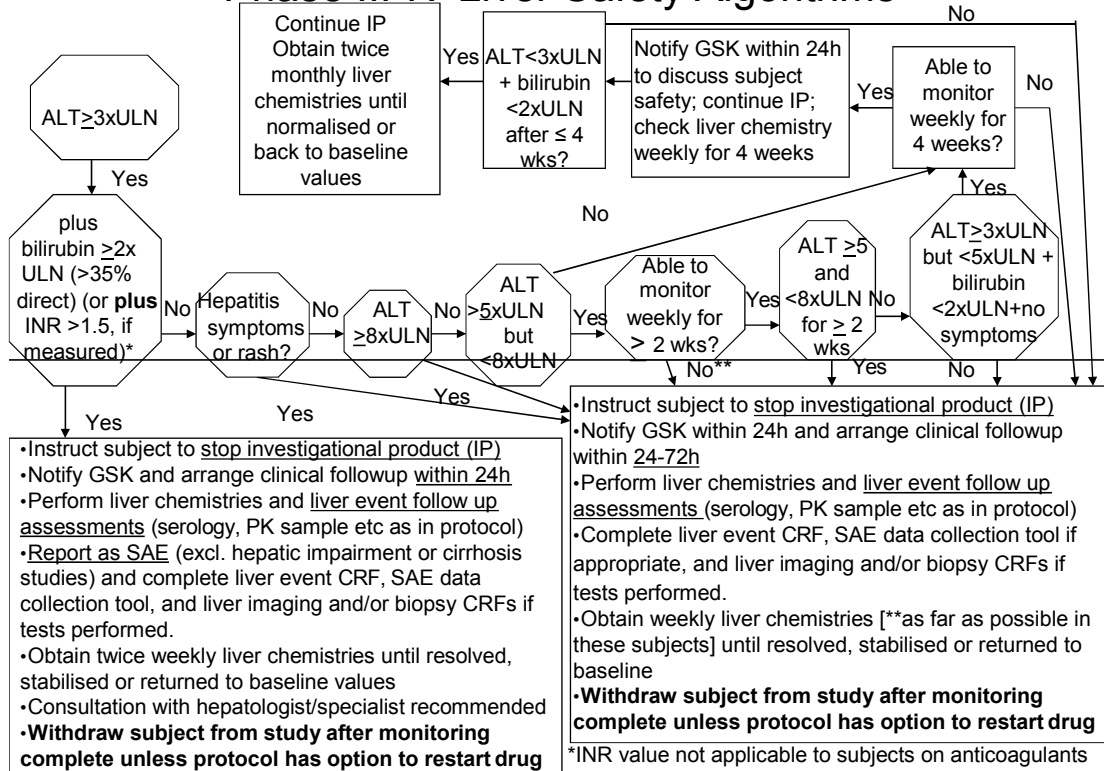 Phase Liver Safety Algorithms
Continue IP
Obtain twice
monthly liver
chemistries until
normalised or
back to baseline
values
Yes
ALT<3xULN
+ bilirubin
<2xULN
after ≤ 4
wks?
No
Notify GSK within 24h
to discuss subject
safety; continue IP;
check liver chemistry
weekly for 4 weeks
Yes
Able to
monitor
weekly for
4 weeks?
No
ALT≥3xULN
Yes
plus
bilirubin ≥2x
ULN (>35%
direct) (or plus
INR >1.5, if
measured)*
No
Hepatitis
symptoms
or rash?
No
ALT
≥8xULN
No
ALT
≥5xULN
but
<8xULN
No
Yes
Able to
monitor
weekly for
≥ 2 wks?
Yes
ALT ≥5
and
<8xULN
for ≥ 2
wks
No
ALT≥3xULN
but <5xULN +
bilirubin
<2xULN+no
symptoms
Yes
Yes
Yes
Yes
No**
Yes
No
•Instruct subject to stop investigational product (IP)
•Notify GSK and arrange clinical followup within 24h
•Perform liver chemistries and liver event follow up
assessments (serology, PK sample etc as in protocol)
•Report as SAE (excl. hepatic impairment or cirrhosis
studies) and complete liver event CRF, SAE data
collection tool, and liver imaging and/or biopsy CRFs if
tests performed.
•Obtain twice weekly liver chemistries until resolved,
stabilised or returned to baseline values
•Consultation with hepatologist/specialist recommended
•Withdraw subject from study after monitoring
complete unless protocol has option to restart drug
•Instruct subject to stop investigational product (IP)
•Notify GSK within 24h and arrange clinical followup
within 24-72h
•Perform liver chemistries and liver event follow up
assessments (serology, PK sample etc as in protocol)
•Complete liver event CRF, SAE data collection tool if
appropriate, and liver imaging and/or biopsy CRFs if
tests performed.
•Obtain weekly liver chemistries [**as far as possible in
these subjects] until resolved, stabilised or returned to
baseline
•Withdraw subject from study after monitoring
complete unless protocol has option to restart drug
*INR value not applicable to subjects on anticoagulants